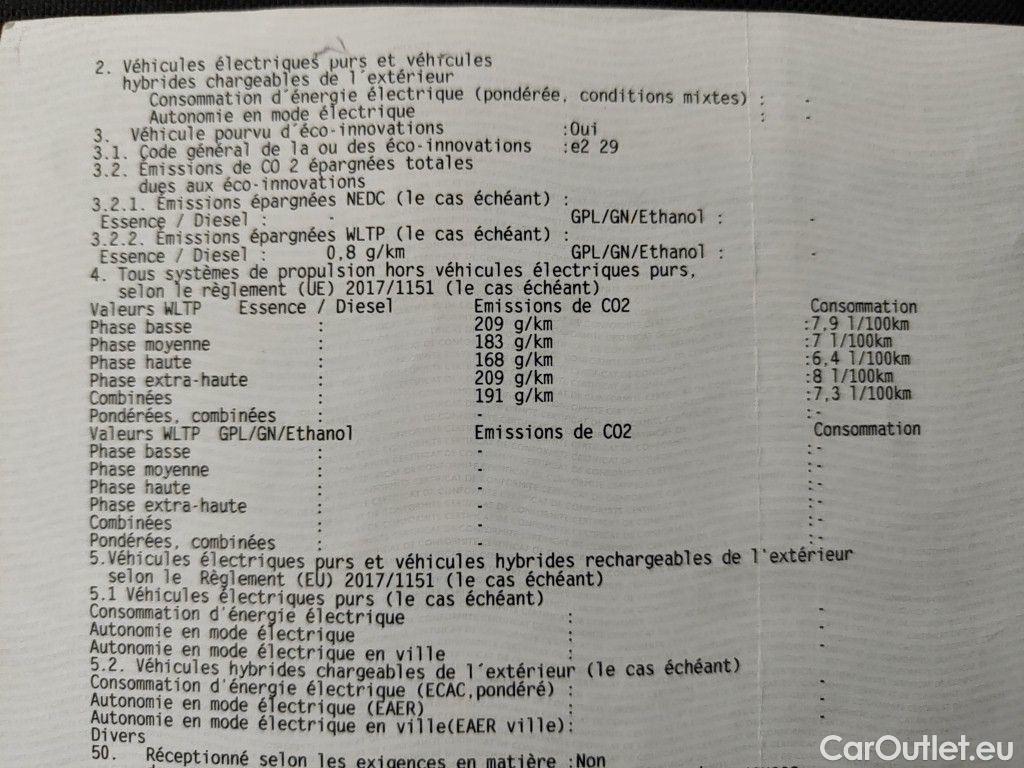 2. Véhicules électriques purs et véhicules
hybrides chargeables de l'extérieur
Consommation d'énergie électrique (pondérée, conditions mixtes) : -
Autonomie en mode électrique : -
3. Véhicule pourvu d'éco-innovations :Oui
3.1. Code général de la ou des éco-innovations :e2 29
3.2. Emissions de CO 2 épargnées totales
dues aux éco-innovations
3.2.1. Emissions épargnées NEDC (le cas échéant) :
Essence / Diesel : - GPL/GN/Ethanol : -
3.2.2. Emissions épargnées WLTP (le cas échéant) :
Essence / Diesel : 0,8 g/km GPL/GN/Ethanol : -
4. Tous systèmes de propulsion hors véhicules électriques purs,
selon le règlement (UE) 2017/1151 (le cas échéant)
Valeurs WLTP Essence / Diesel Emissions de CO2 Consommation
Phase basse : 209 g/km :7,9 l/100km
Phase moyenne : 183 g/km :7 l/100km
Phase haute : 168 g/km :6,4 l/100km
Phase extra-haute : 209 g/km :8 l/100km
Combinées : 191 g/km :7,3 l/100km
Pondérées, combinées : - :-
Valeurs WLTP GPL/GN/Ethanol Emissions de CO2 Consommation
Phase basse : - :-
Phase moyenne : - :-
Phase haute : - :-
Phase extra-haute : - :-
Combinées : - :-
Pondérées, combinées : - :-
5.Véhicules électriques purs et véhicules hybrides rechargeables de l'extérieur
selon le Règlement (EU) 2017/1151 (le cas échéant)
5.1 Véhicules électriques purs (le cas échéant)
Consommation d'énergie électrique : -
Autonomie en mode électrique : -
Autonomie en mode électrique en ville : -
5.2. Véhicules hybrides chargeables de l'extérieur (le cas échéant)
Consommation d'énergie électrique (ECAC,pondéré) : -
Autonomie en mode électrique (EAER) : -
Autonomie en mode électrique en ville(EAER ville): -
Divers
50. Réceptionné selon les exigences en matière :Non
CarOutlet.eu